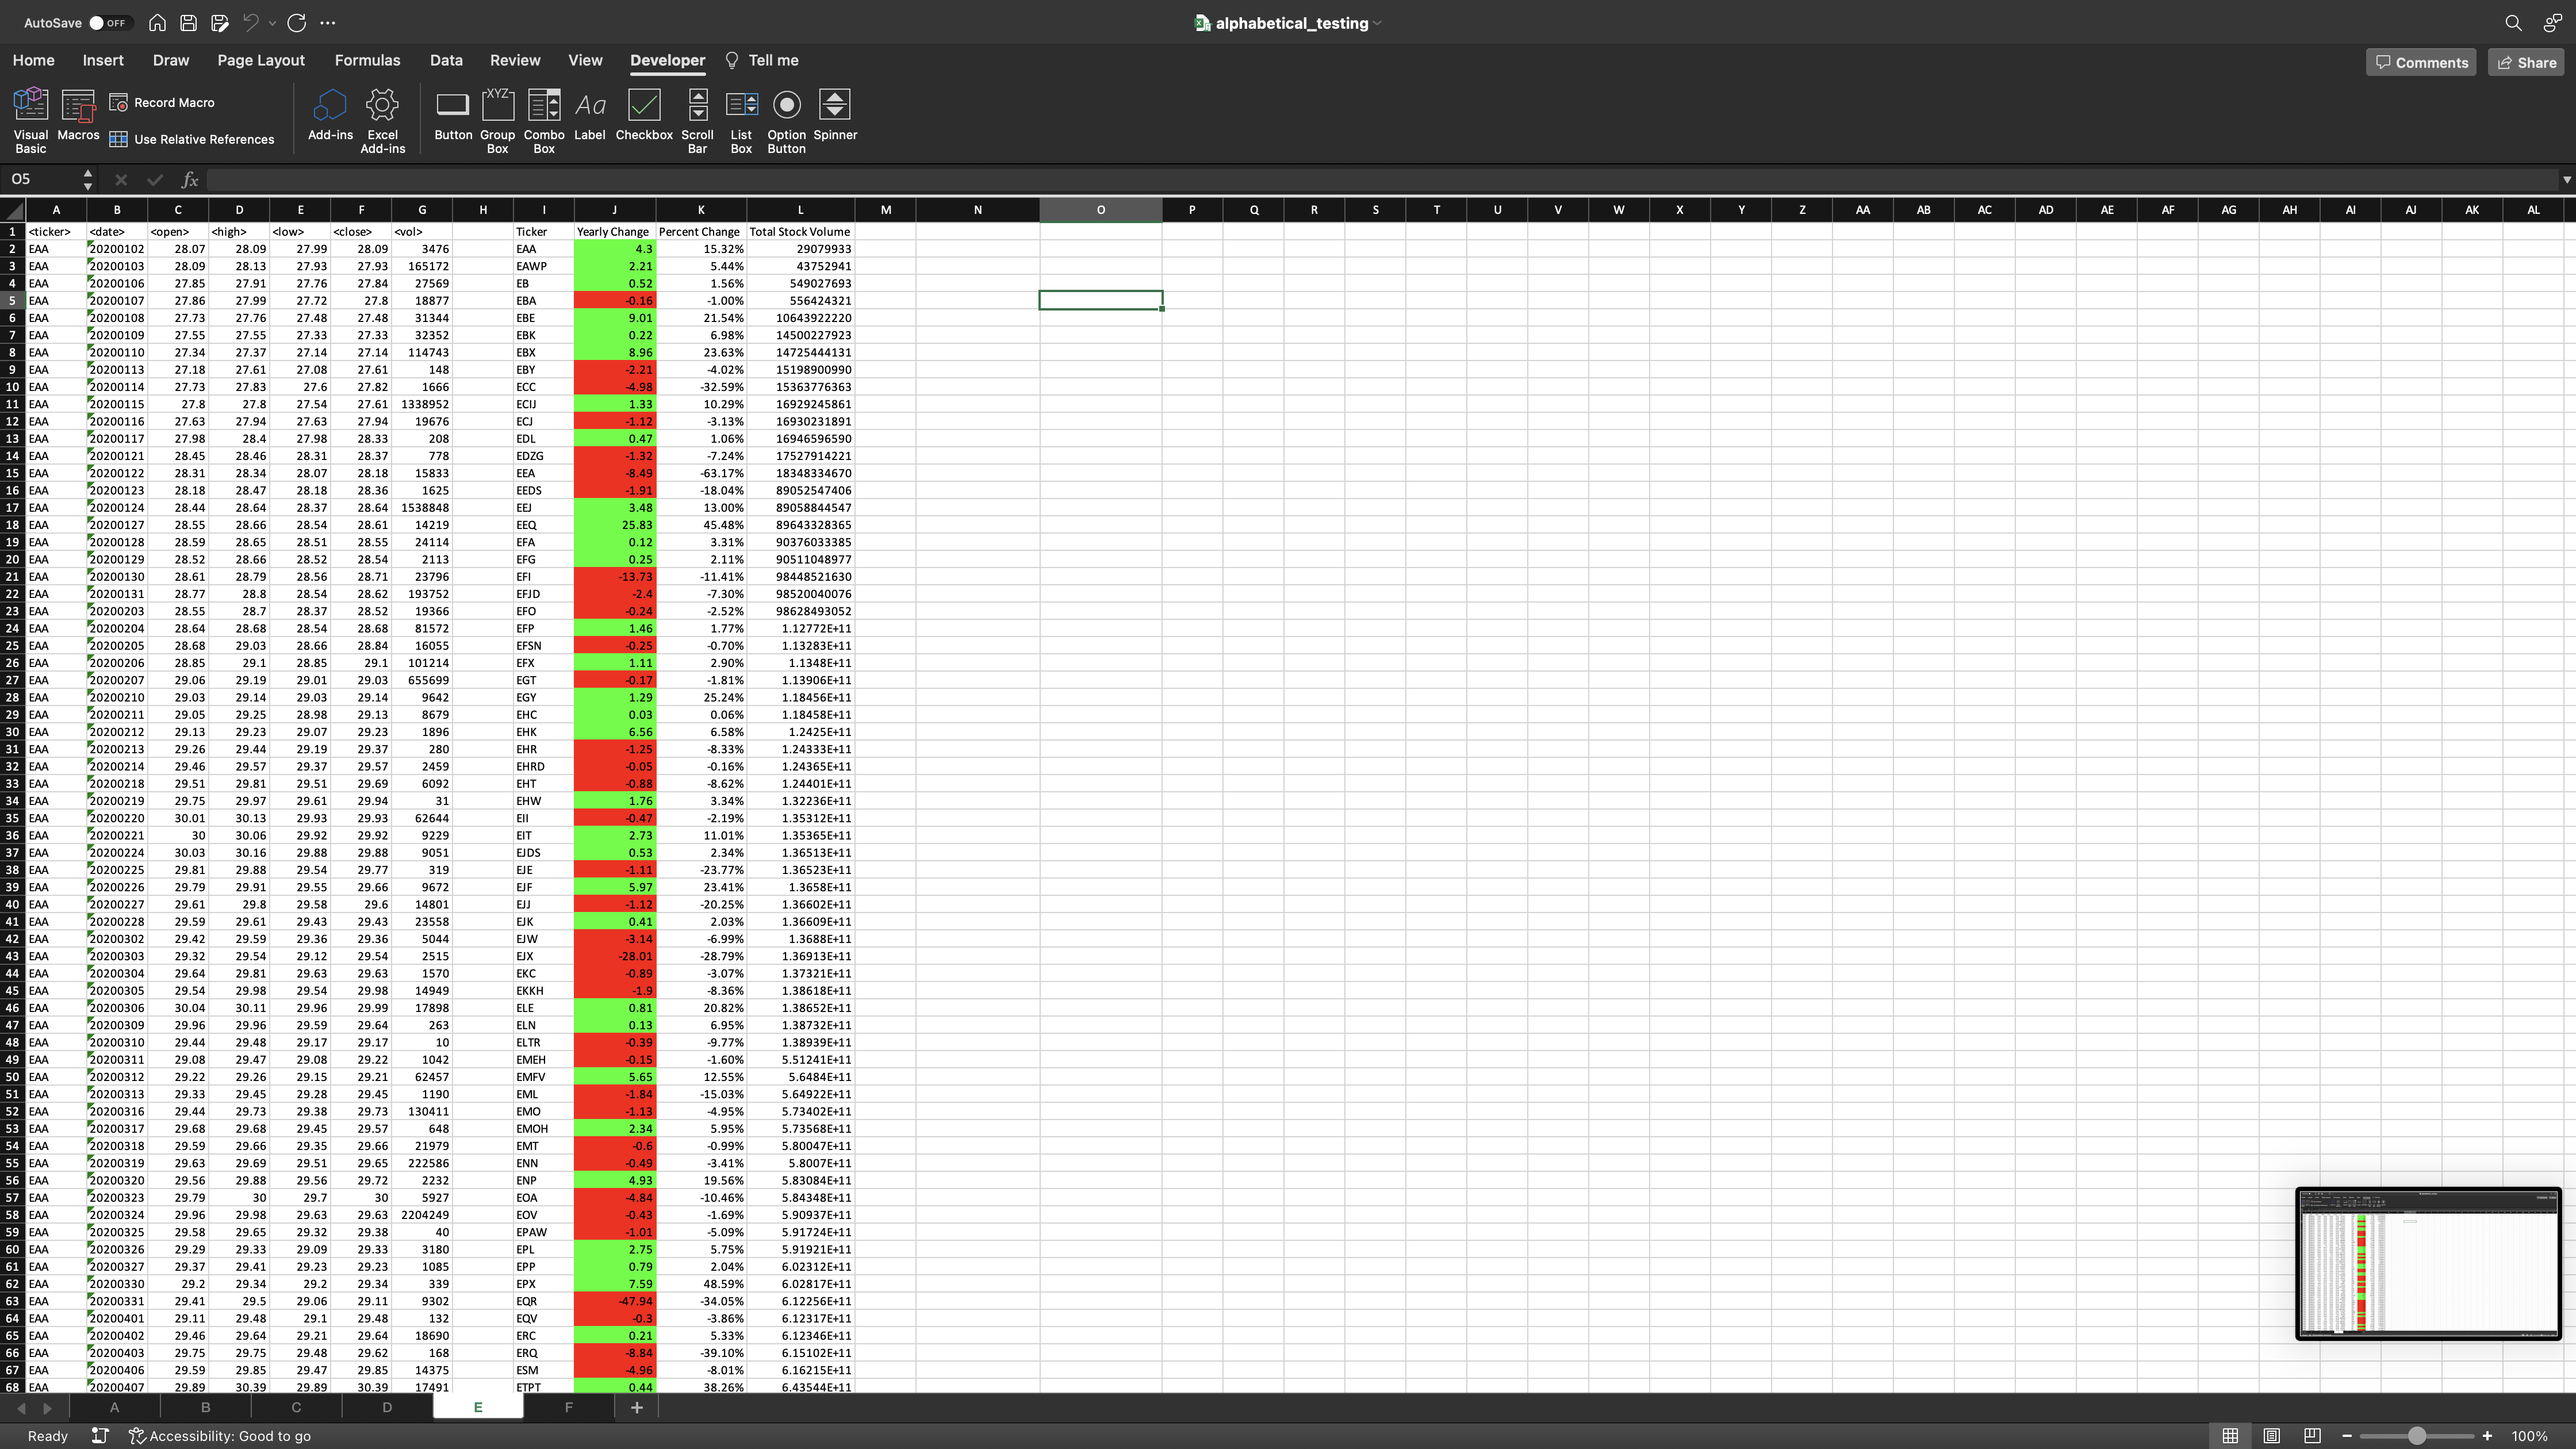 AutoSave OFF
alphabetical_testing
Home Insert Draw Page Layout Formulas Data Review View Developer Tell me
Comments Share
Visual Basic Macros Record Macro Use Relative References Add-ins Excel Add-ins Button Group Box Combo Box Label Checkbox Scroll Bar List Box Option Button Spinner
O5 fx
A B C D E F G H I J K L M N O P Q R S T U V W X Y Z AA AB AC AD AE AF AG AH AI AJ AK AL
1 <ticker> <date> <open> <high> <low> <close> <vol> Ticker Yearly Change Percent Change Total Stock Volume
2 EAA 20200102 28.07 28.09 27.99 28.09 3476 EAA 4.3 15.32% 29079933
3 EAA 20200103 28.09 28.13 27.93 27.93 165172 EAWP 2.21 5.44% 43752941
4 EAA 20200106 27.85 27.91 27.76 27.84 27569 EB 0.52 1.56% 549027693
5 EAA 20200107 27.86 27.99 27.72 27.8 18877 EBA -0.16 -1.00% 556424321
6 EAA 20200108 27.73 27.76 27.48 27.48 31344 EBE 9.01 21.54% 10643922220
7 EAA 20200109 27.55 27.55 27.33 27.33 32352 EBK 0.22 6.98% 14500227923
8 EAA 20200110 27.34 27.37 27.14 27.14 114743 EBX 8.96 23.63% 14725444131
9 EAA 20200113 27.18 27.61 27.08 27.61 148 EBY -2.21 -4.02% 15198900990
10 EAA 20200114 27.73 27.83 27.6 27.82 1666 ECC -4.98 -32.59% 15363776363
11 EAA 20200115 27.8 27.8 27.54 27.61 1338952 ECIJ 1.33 10.29% 16929245861
12 EAA 20200116 27.63 27.94 27.63 27.94 19676 ECJ -1.12 -3.13% 16930231891
13 EAA 20200117 27.98 28.4 27.98 28.33 208 EDL 0.47 1.06% 16946596590
14 EAA 20200121 28.45 28.46 28.31 28.37 778 EDZG -1.32 -7.24% 17527914221
15 EAA 20200122 28.31 28.34 28.07 28.18 15833 EEA -8.49 -63.17% 18348334670
16 EAA 20200123 28.18 28.47 28.18 28.36 1625 EEDS -1.91 -18.04% 89052547406
17 EAA 20200124 28.44 28.64 28.37 28.64 1538848 EEJ 3.48 13.00% 89058844547
18 EAA 20200127 28.55 28.66 28.54 28.61 14219 EEQ 25.83 45.48% 89643328365
19 EAA 20200128 28.59 28.65 28.51 28.55 24114 EFA 0.12 3.31% 90376033385
20 EAA 20200129 28.52 28.66 28.52 28.54 2113 EFG 0.25 2.11% 90511048977
21 EAA 20200130 28.61 28.79 28.56 28.71 23796 EFI -13.73 -11.41% 98448521630
22 EAA 20200131 28.77 28.8 28.54 28.62 193752 EFJD -2.4 -7.30% 98520040076
23 EAA 20200203 28.55 28.7 28.37 28.52 19366 EFO -0.24 -2.52% 98628493052
24 EAA 20200204 28.64 28.68 28.54 28.68 81572 EFP 1.46 1.77% 1.12772E+11
25 EAA 20200205 28.68 29.03 28.66 28.84 16055 EFSN -0.25 -0.70% 1.13283E+11
26 EAA 20200206 28.85 29.1 28.85 29.1 101214 EFX 1.11 2.90% 1.1348E+11
27 EAA 20200207 29.06 29.19 29.01 29.03 655699 EGT -0.17 -1.81% 1.13906E+11
28 EAA 20200210 29.03 29.14 29.03 29.14 9642 EGY 1.29 25.24% 1.18456E+11
29 EAA 20200211 29.05 29.25 28.98 29.13 8679 EHC 0.03 0.06% 1.18458E+11
30 EAA 20200212 29.13 29.23 29.07 29.23 1896 EHK 6.56 6.58% 1.2425E+11
31 EAA 20200213 29.26 29.44 29.19 29.37 280 EHR -1.25 -8.33% 1.24333E+11
32 EAA 20200214 29.46 29.57 29.37 29.57 2459 EHRD -0.05 -0.16% 1.24365E+11
33 EAA 20200218 29.51 29.81 29.51 29.69 6092 EHT -0.88 -8.62% 1.24401E+11
34 EAA 20200219 29.75 29.97 29.61 29.94 31 EHW 1.76 3.34% 1.32236E+11
35 EAA 20200220 30.01 30.13 29.93 29.93 62644 EII -0.47 -2.19% 1.35312E+11
36 EAA 20200221 30 30.06 29.92 29.92 9229 EIT 2.73 11.01% 1.35365E+11
37 EAA 20200224 30.03 30.16 29.88 29.88 9051 EJDS 0.53 2.34% 1.36513E+11
38 EAA 20200225 29.81 29.88 29.54 29.77 319 EJE -1.11 -23.77% 1.36523E+11
39 EAA 20200226 29.79 29.91 29.55 29.66 9672 EJF 5.97 23.41% 1.3658E+11
40 EAA 20200227 29.61 29.8 29.58 29.6 14801 EJJ -1.12 -20.25% 1.36602E+11
41 EAA 20200228 29.59 29.61 29.43 29.43 23558 EJK 0.41 2.03% 1.36609E+11
42 EAA 20200302 29.42 29.59 29.36 29.36 5044 EJW -3.14 -6.99% 1.3688E+11
43 EAA 20200303 29.32 29.54 29.12 29.54 2515 EJX -28.01 -28.79% 1.36913E+11
44 EAA 20200304 29.64 29.81 29.63 29.63 1570 EKC -0.89 -3.07% 1.37321E+11
45 EAA 20200305 29.54 29.98 29.54 29.98 14949 EKKH -1.9 -8.36% 1.38618E+11
46 EAA 20200306 30.04 30.11 29.96 29.99 17898 ELE 0.81 20.82% 1.38652E+11
47 EAA 20200309 29.96 29.96 29.59 29.64 263 ELN 0.13 6.95% 1.38732E+11
48 EAA 20200310 29.44 29.48 29.17 29.17 10 ELTR -0.39 -9.77% 1.38939E+11
49 EAA 20200311 29.08 29.47 29.08 29.22 1042 EMEH -0.15 -1.60% 5.51241E+11
50 EAA 20200312 29.22 29.26 29.15 29.21 62457 EMFV 5.65 12.55% 5.6484E+11
51 EAA 20200313 29.33 29.45 29.28 29.45 1190 EML -1.84 -15.03% 5.64922E+11
52 EAA 20200316 29.44 29.73 29.38 29.73 130411 EMO -1.13 -4.95% 5.73402E+11
53 EAA 20200317 29.68 29.68 29.45 29.57 648 EMOH 2.34 5.95% 5.73568E+11
54 EAA 20200318 29.59 29.66 29.35 29.66 21979 EMT -0.6 -0.99% 5.80047E+11
55 EAA 20200319 29.63 29.69 29.51 29.65 222586 ENN -0.49 -3.41% 5.8007E+11
56 EAA 20200320 29.56 29.88 29.56 29.72 2232 ENP 4.93 19.56% 5.83084E+11
57 EAA 20200323 29.79 30 29.7 30 5927 EOA -4.84 -10.46% 5.84348E+11
58 EAA 20200324 29.96 29.98 29.63 29.63 2204249 EOV -0.43 -1.69% 5.90937E+11
59 EAA 20200325 29.58 29.65 29.32 29.38 40 EPAW -1.01 -5.09% 5.91724E+11
60 EAA 20200326 29.29 29.33 29.09 29.33 3180 EPL 2.75 5.75% 5.91921E+11
61 EAA 20200327 29.37 29.41 29.23 29.23 1085 EPP 0.79 2.04% 6.02312E+11
62 EAA 20200330 29.2 29.34 29.2 29.34 339 EPX 7.59 48.59% 6.02817E+11
63 EAA 20200331 29.41 29.5 29.06 29.11 9302 EQR -47.94 -34.05% 6.12256E+11
64 EAA 20200401 29.11 29.48 29.1 29.48 132 EQV -0.3 -3.86% 6.12317E+11
65 EAA 20200402 29.46 29.64 29.21 29.64 18690 ERC 0.21 5.33% 6.12346E+11
66 EAA 20200403 29.75 29.75 29.48 29.62 168 ERQ -8.84 -39.10% 6.15102E+11
67 EAA 20200406 29.59 29.85 29.47 29.85 14375 ESM -4.96 -8.01% 6.16215E+11
68 EAA 20200407 29.89 30.39 29.89 30.39 17491 ETPT 0.44 38.26% 6.43544E+11
A B C D E F +
Ready Accessibility: Good to go 100%